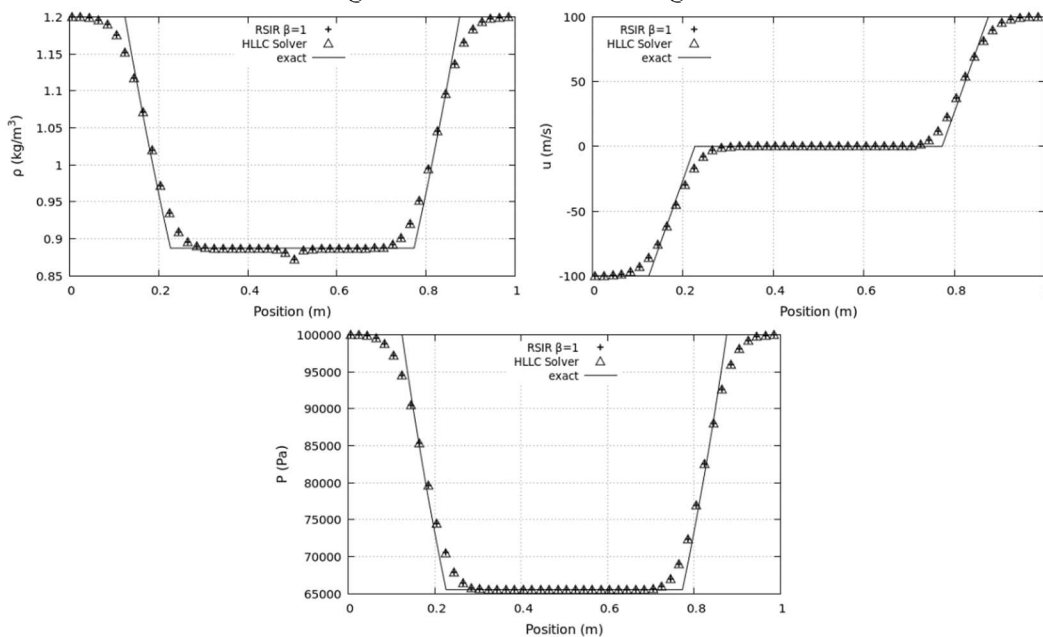 1.2
1.15
1.1
1.05
1
0.95
0.9
0.85
ρ (kg/m³)
RSIR β=1
HLLC Solver
exact
0
0.2
0.4
0.6
0.8
1
Position (m)
100
50
0
-50
-100
u (m/s)
RSIR β=1
HLLC Solver
exact
0
0.2
0.4
0.6
0.8
Position (m)
100000
95000
90000
85000
80000
75000
70000
65000
P (Pa)
RSIR β=1
HLLC Solver
exact
0
0.2
0.4
0.6
0.8
1
Position (m)